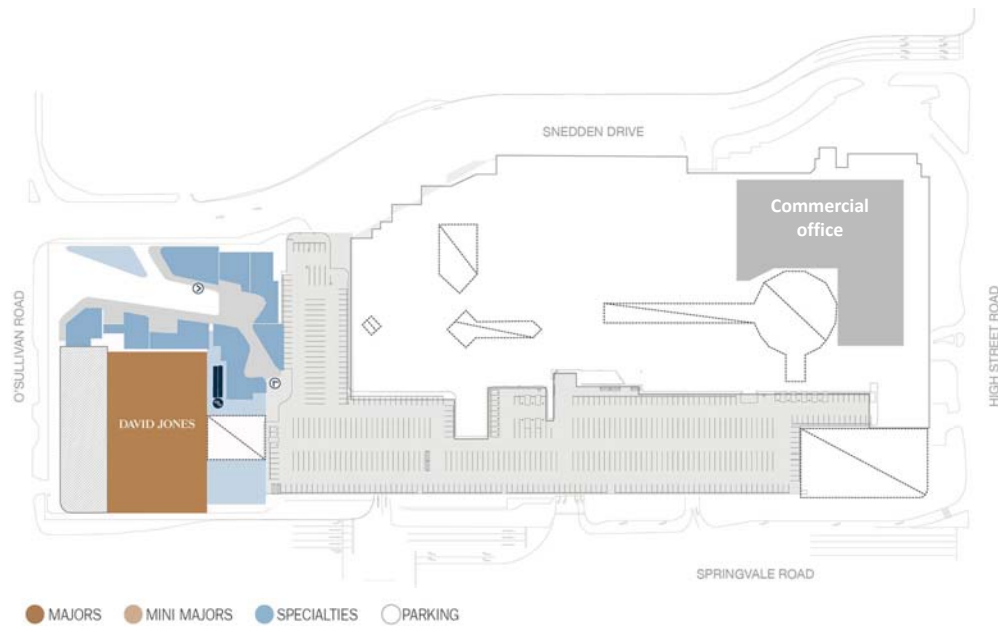 SNEDDEN DRIVE
Commercial
office
O'SULLIVAN ROAD
HIGH STREET ROAD
DAVID JONES
SPRINGVALE ROAD
MAJORS
MINI MAJORS
SPECIALTIES
PARKING